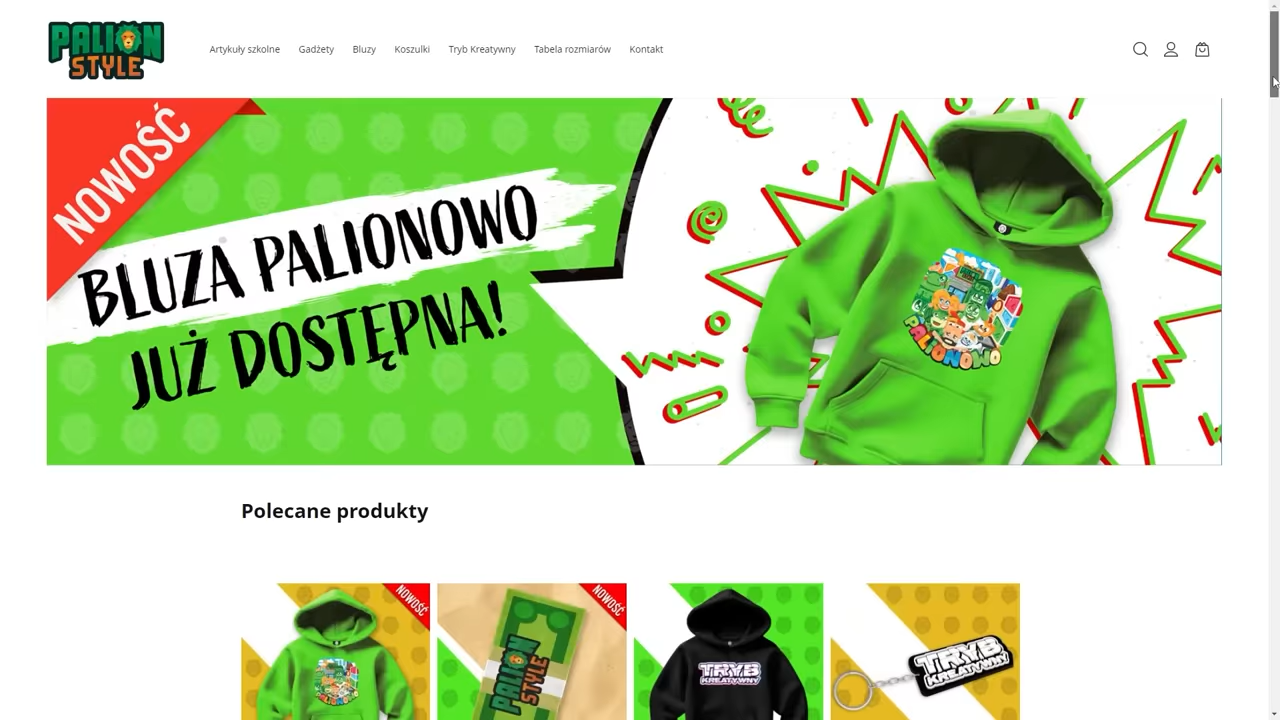 PALION
STYLE
Artykuły szkolne
Gadżety
Bluzy
Koszulki
Tryb Kreatywny
Tabela rozmiarów
Kontakt
NOWOŚĆ
BLUZA PALIONOWO
JUŻ DOSTĘPNA!
PALIONOWO
Polecane produkty
NOWOŚĆ
PALIONOWO
NOWOŚĆ
PALION
STYLE
TRYB
KREATYWNY
TRYB
KREATYWNY